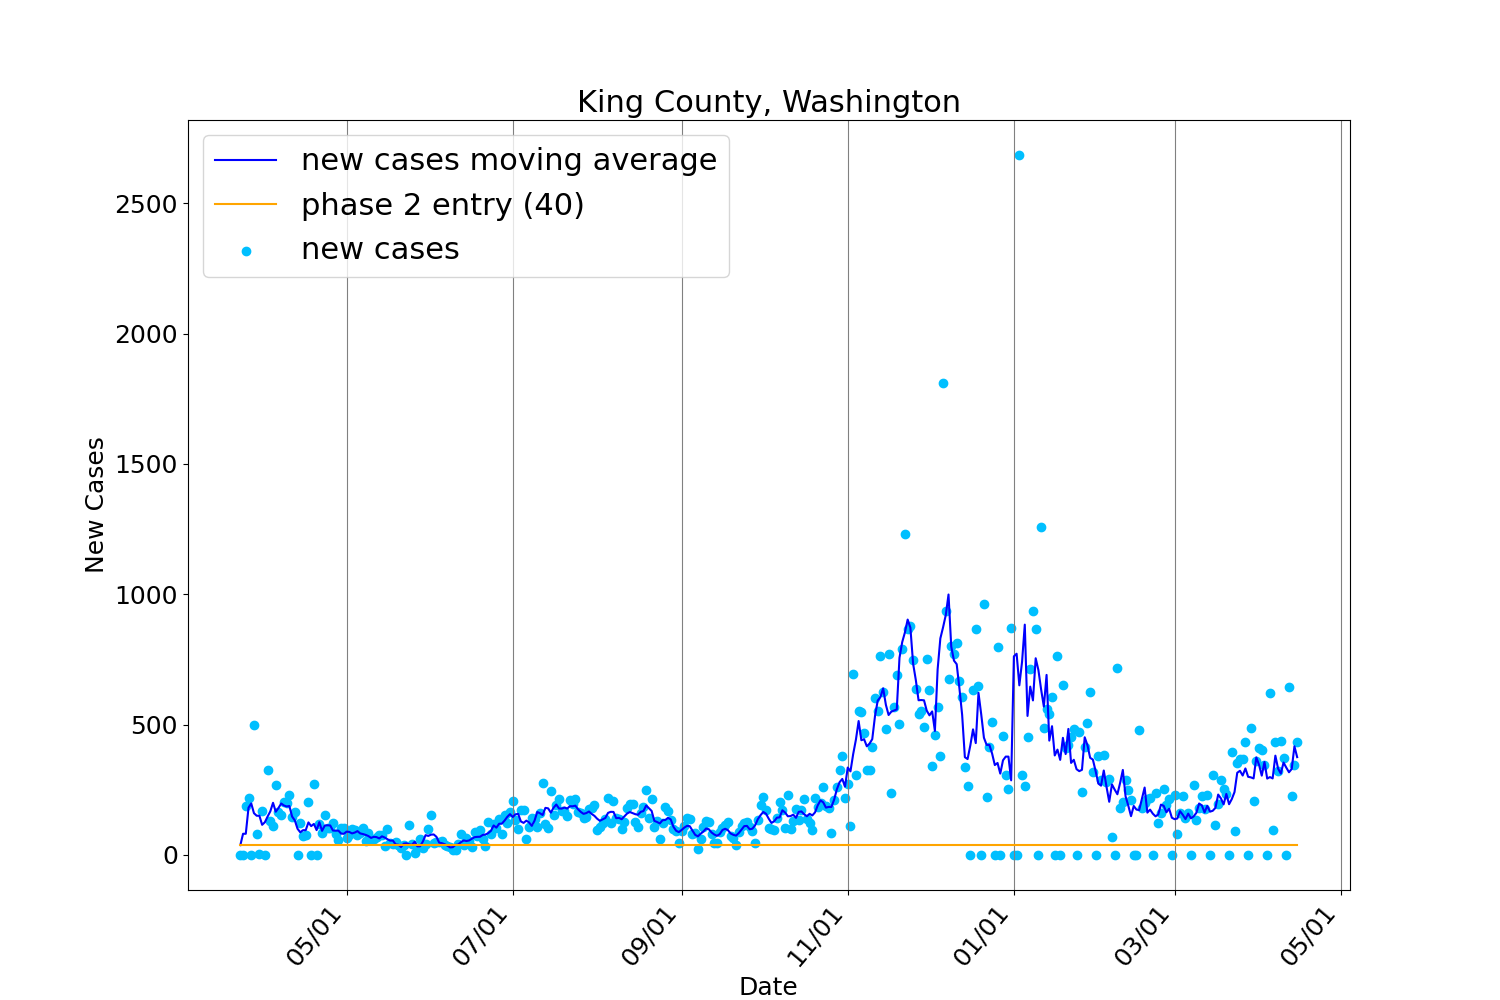 King County, Washington
new cases moving average
phase 2 entry (40)
new cases
2500
2000
1500
1000
500
0
New Cases
05/01
07/01
09/01
11/01
01/01
03/01
05/01
Date